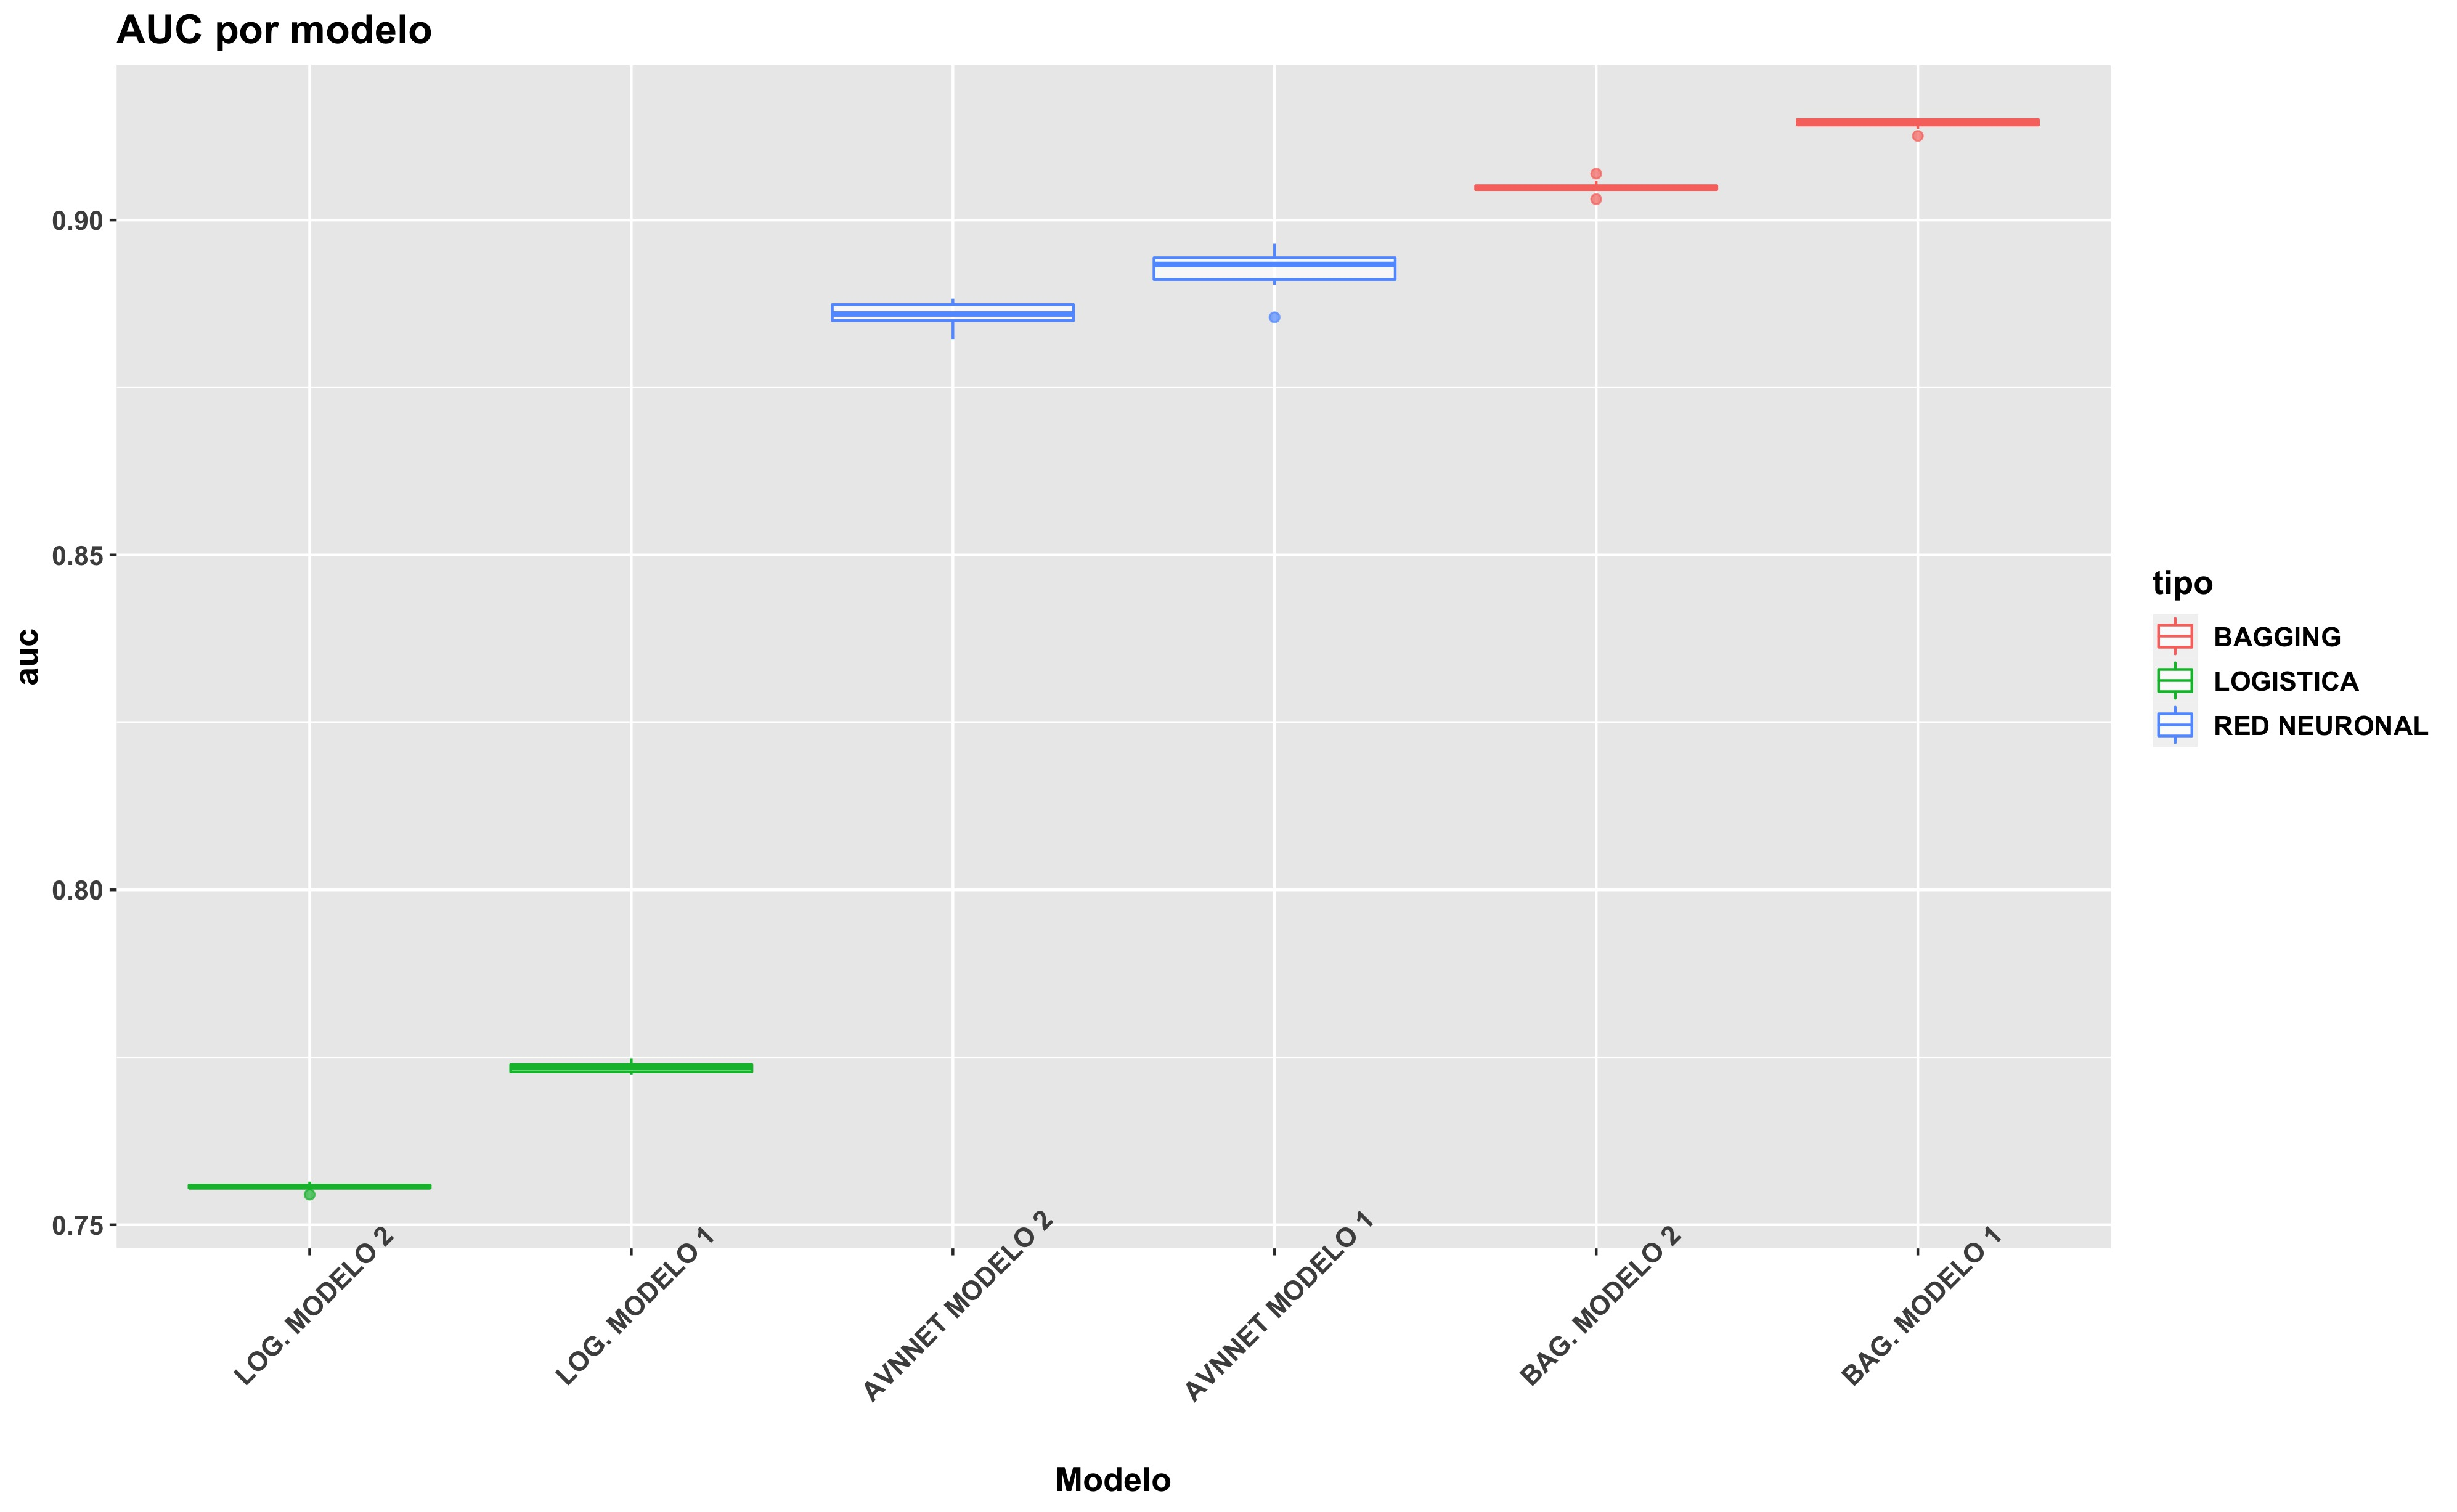 AUC por modelo
auc
0.90
0.85
0.80
0.75
LOG. MODELO 2
LOG. MODELO 1
AVNNET MODELO 2
AVNNET MODELO 1
BAG. MODELO 2
BAG. MODELO 1
Modelo
tipo
BAGGING
LOGISTICA
RED NEURONAL